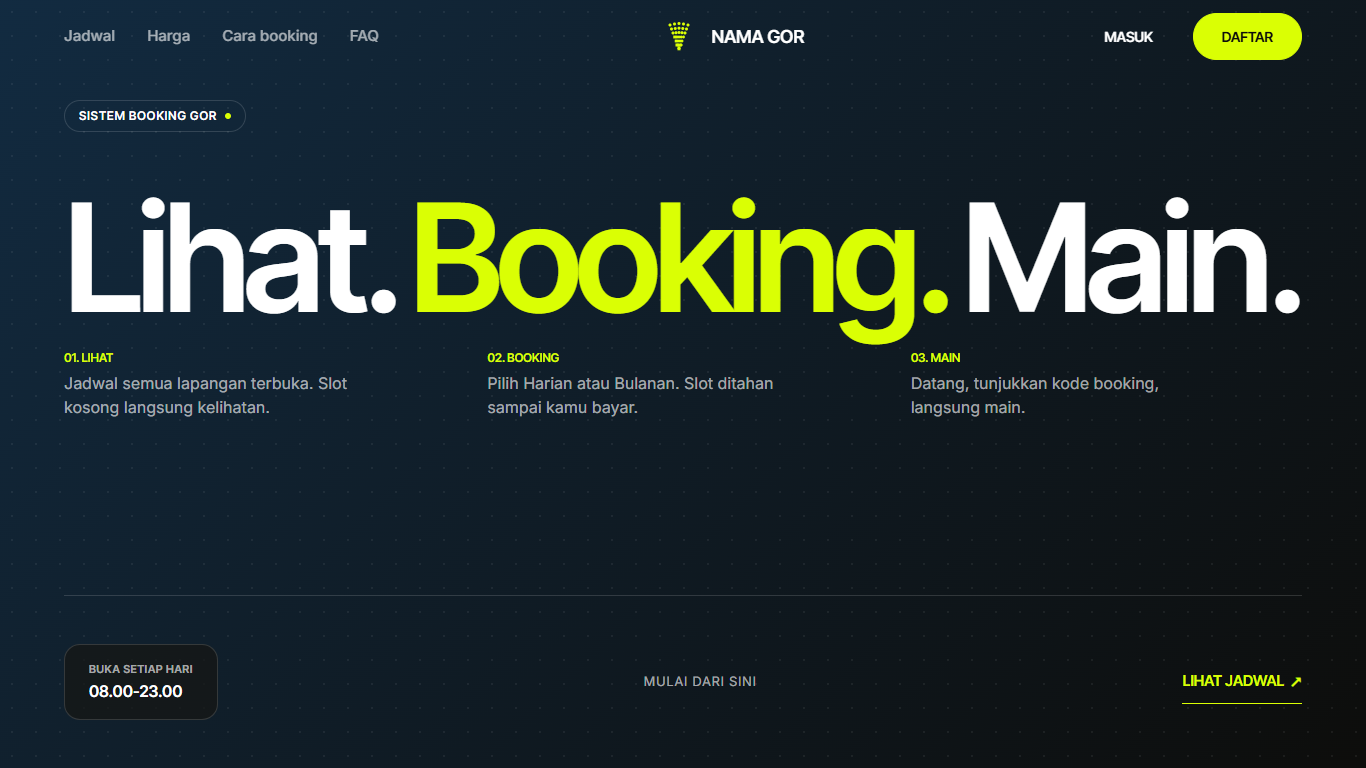 Jadwal Harga Cara booking FAQ NAMA GOR MASUK DAFTAR
SISTEM BOOKING GOR
Lihat. Booking. Main.
01. LIHAT
Jadwal semua lapangan terbuka. Slot
kosong langsung kelihatan.
02. BOOKING
Pilih Harian atau Bulanan. Slot ditahan
sampai kamu bayar.
03. MAIN
Datang, tunjukkan kode booking,
langsung main.
BUKA SETIAP HARI
08.00-23.00
MULAI DARI SINI
LIHAT JADWAL ↗